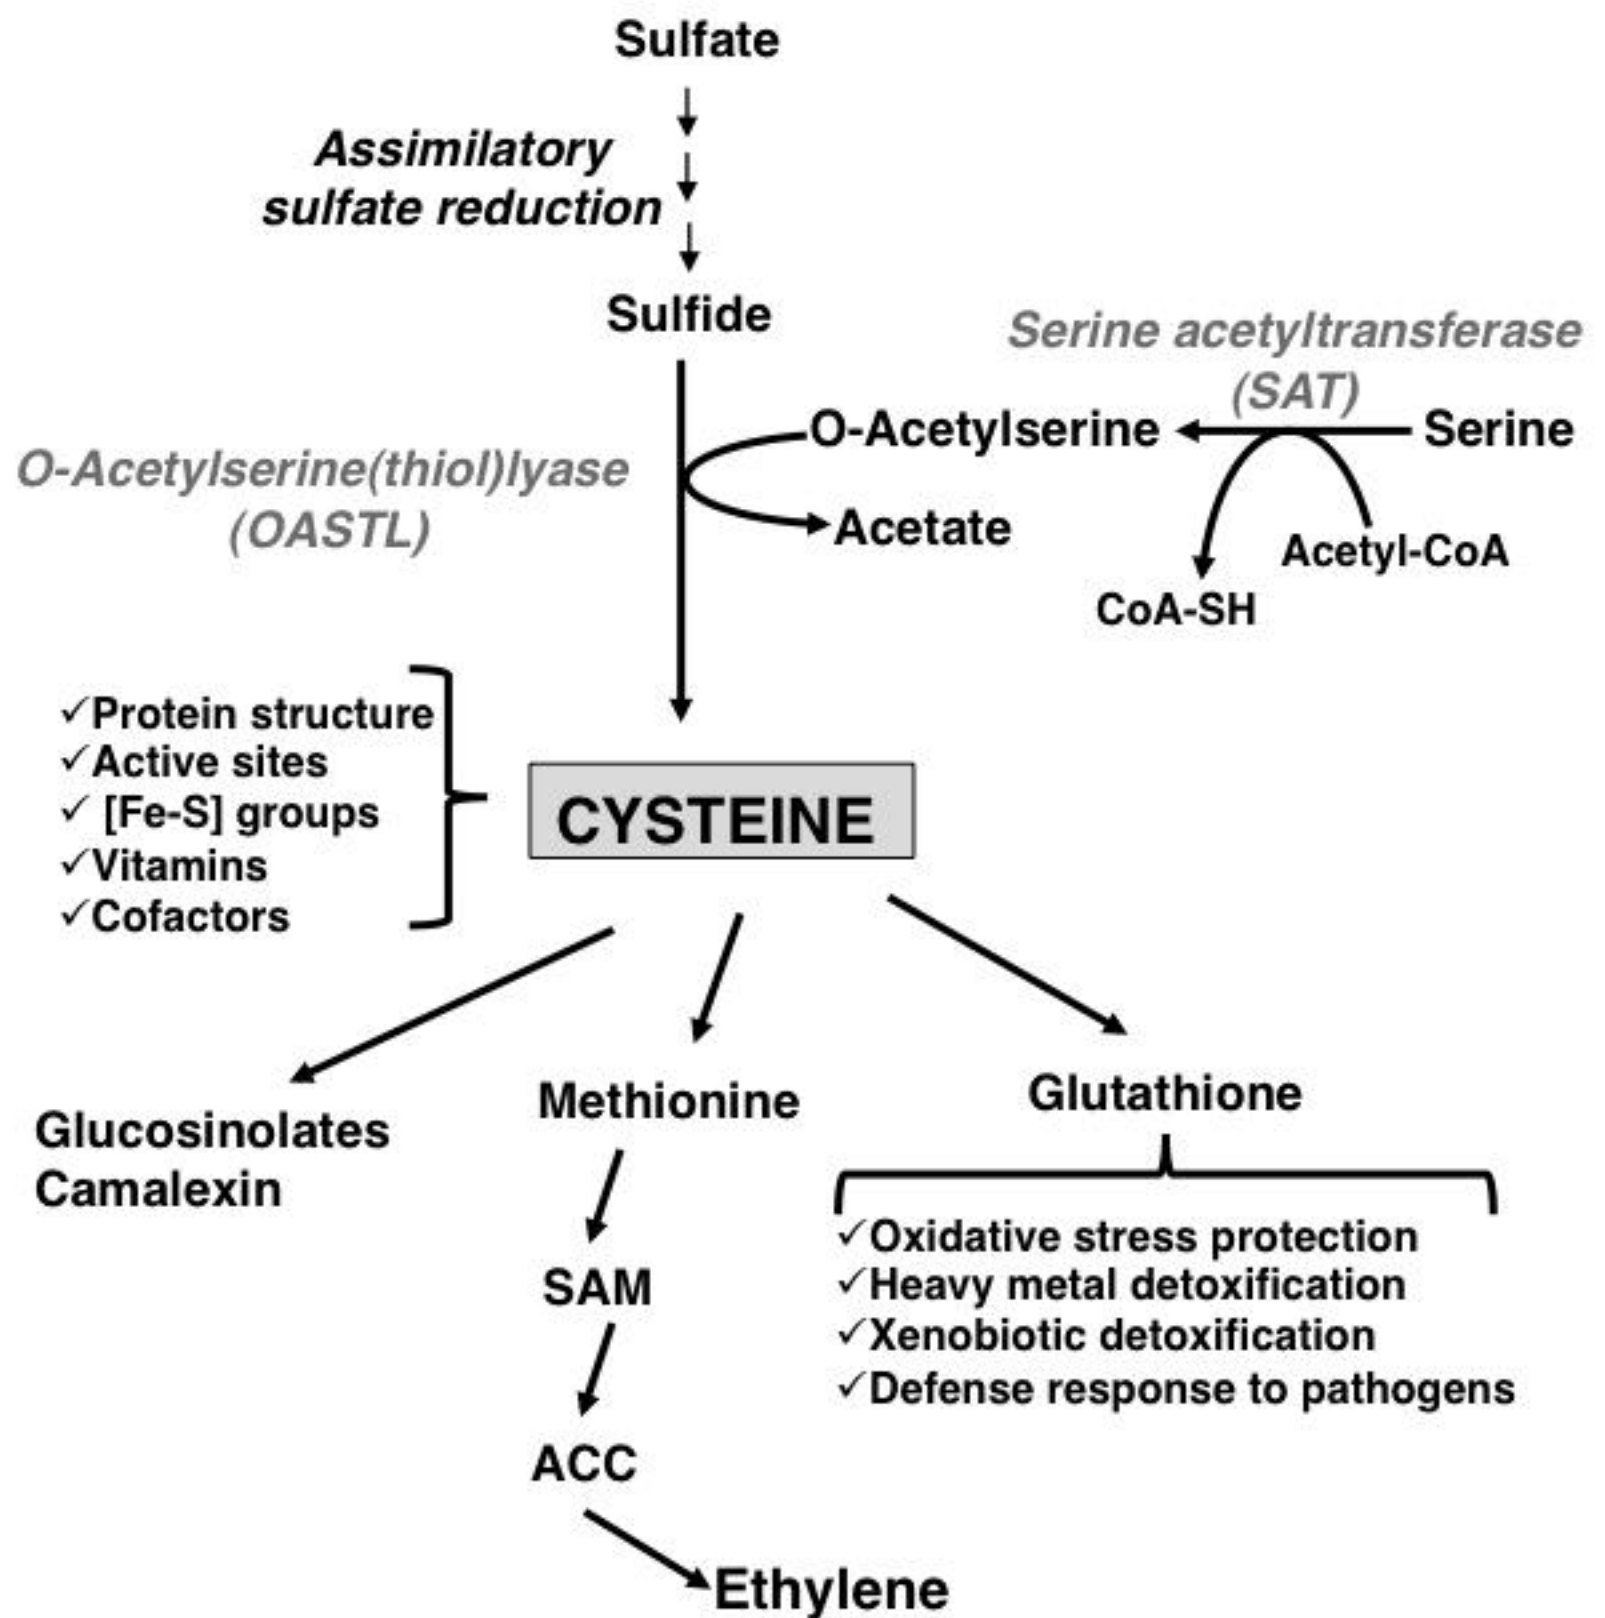 Sulfate
Assimilatory
sulfate reduction
Sulfide
Serine acetyltransferase
(SAT)
O-Acetylserine
Serine
O-Acetylserine(thiol)lyase
(OASTL)
Acetate
Acetyl-CoA
CoA-SH
✓Protein structure
✓Active sites
✓ [Fe-S] groups
✓Vitamins
✓Cofactors
CYSTEINE
Glucosinolates
Camalexin
Methionine
SAM
ACC
Ethylene
Glutathione
✓Oxidative stress protection
✓Heavy metal detoxification
✓Xenobiotic detoxification
✓Defense response to pathogens